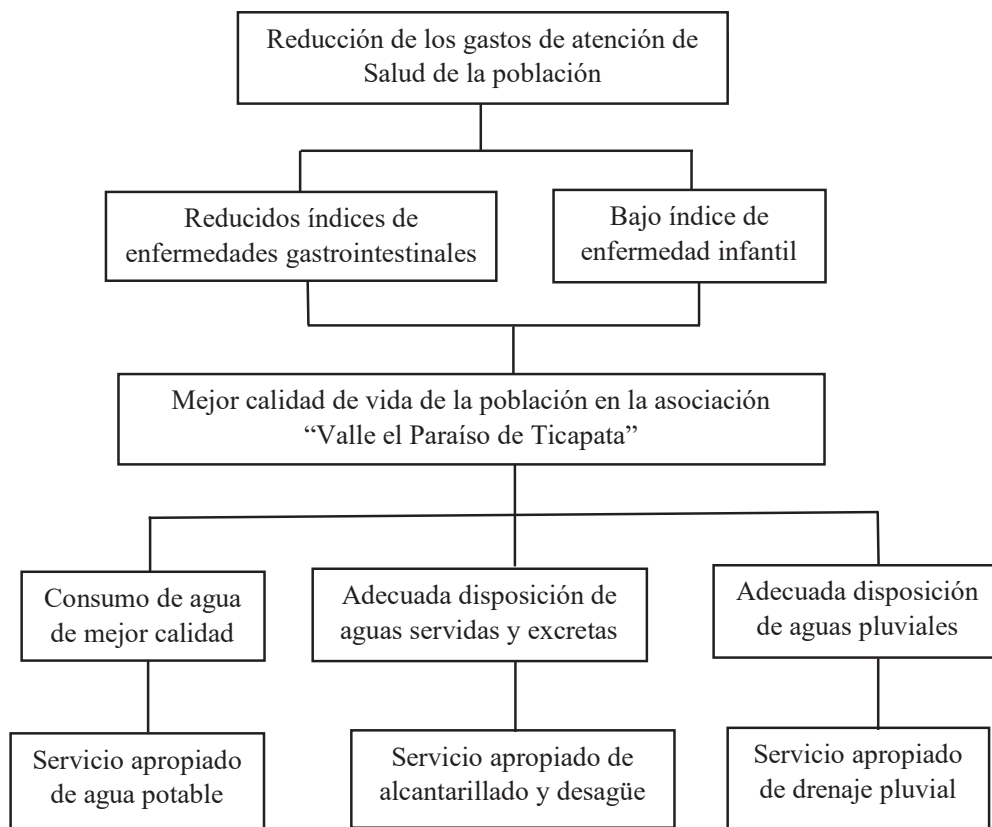 Reducción de los gastos de atención de
Salud de la población
Reducidos índices de
enfermedades gastrointestinales
Bajo índice de
enfermedad infantil
Mejor calidad de vida de la población en la asociación
“Valle el Paraíso de Ticapata”
Consumo de agua
de mejor calidad
Adecuada disposición de
aguas servidas y excretas
Adecuada disposición
de aguas pluviales
Servicio apropiado
de agua potable
Servicio apropiado de
alcantarillado y desagüe
Servicio apropiado
de drenaje pluvial